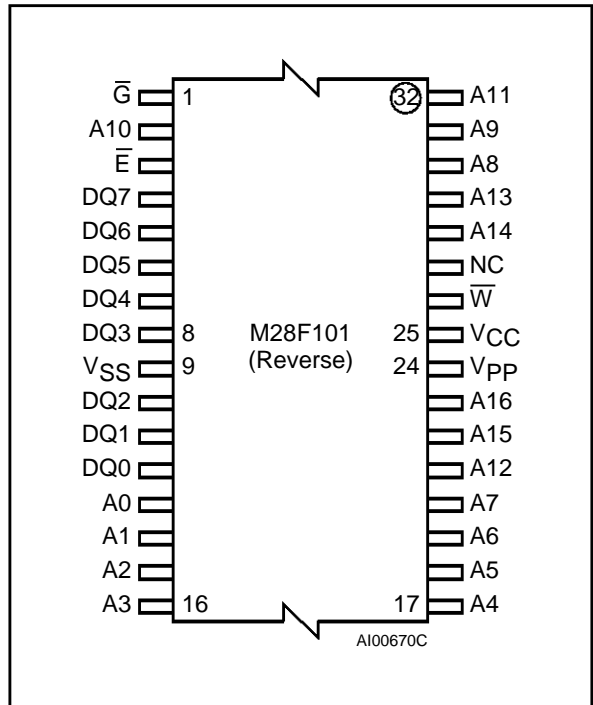 G̅ 1 32 A11
A10 A9
E̅ A8
DQ7 A13
DQ6 A14
DQ5 NC
DQ4 W̅
DQ3 8 M28F101 25 VCC
VSS 9 (Reverse) 24 VPP
DQ2 A16
DQ1 A15
DQ0 A12
A0 A7
A1 A6
A2 A5
A3 16 17 A4
AI00670C